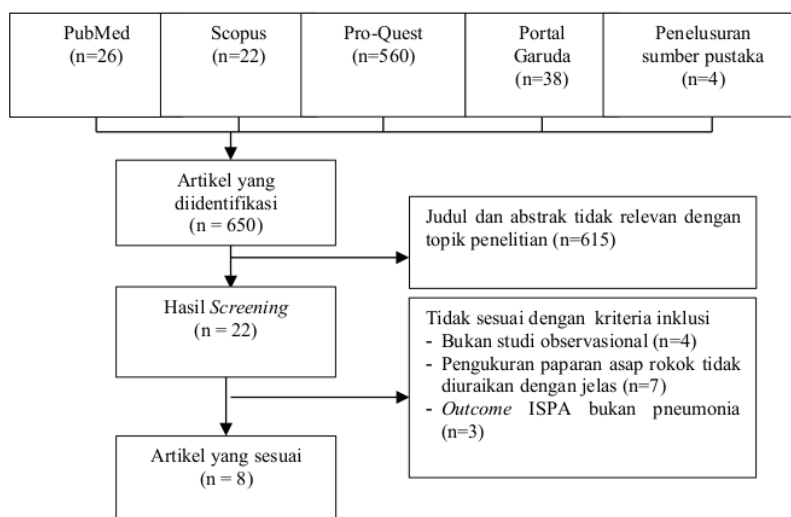 PubMed
(n=26)
Scopus
(n=22)
Pro-Quest
(n=560)
Portal
Garuda
(n=38)
Penelusuran
sumber pustaka
(n=4)
Artikel yang
diidentifikasi
(n = 650)
Judul dan abstrak tidak relevan dengan
topik penelitian (n=615)
Hasil Screening
(n = 22)
Tidak sesuai dengan kriteria inklusi
- Bukan studi observasional (n=4)
- Pengukuran paparan asap rokok tidak
diuraikan dengan jelas (n=7)
- Outcome ISPA bukan pneumonia
(n=3)
Artikel yang sesuai
(n = 8)